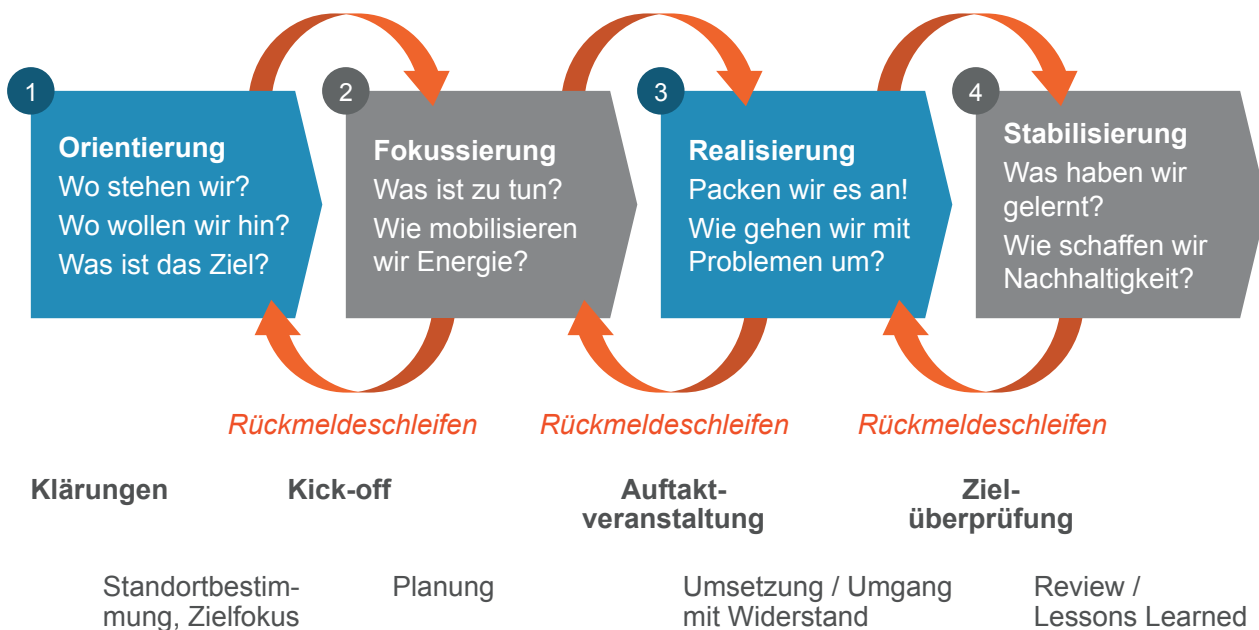 1
Orientierung
Wo stehen wir?
Wo wollen wir hin?
Was ist das Ziel?
2
Fokussierung
Was ist zu tun?
Wie mobilisieren
wir Energie?
3
Realisierung
Packen wir es an!
Wie gehen wir mit
Problemen um?
4
Stabilisierung
Was haben wir
gelernt?
Wie schaffen wir
Nachhaltigkeit?
Rückmeldeschleifen
Rückmeldeschleifen
Rückmeldeschleifen
Klärungen
Kick-off
Auftakt-
veranstaltung
Ziel-
überprüfung
Standortbestim-
mung, Zielfokus
Planung
Umsetzung / Umgang
mit Widerstand
Review /
Lessons Learned